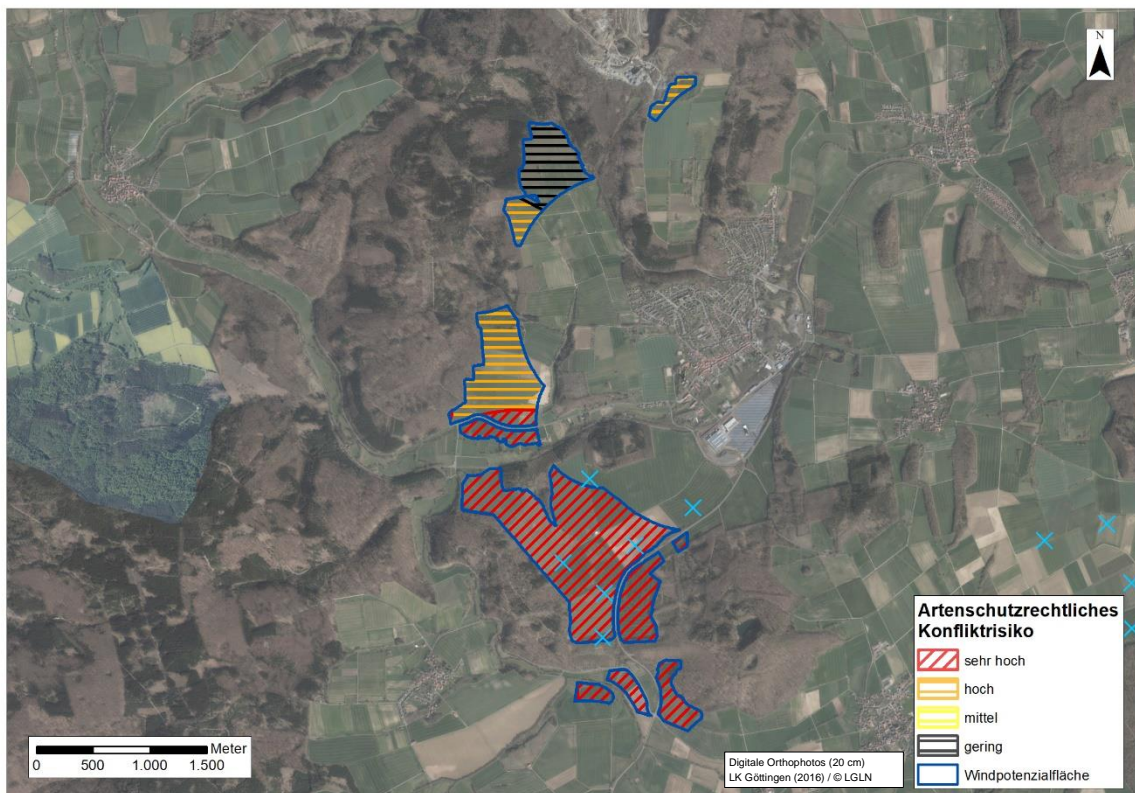 N
Artenschutzrechtliches
Konfliktrisiko
sehr hoch
hoch
mittel
gering
Windpotenzialfläche
Meter
0 500 1.000 1.500
Digitale Orthophotos (20 cm)
LK Göttingen (2016) / © LGLN